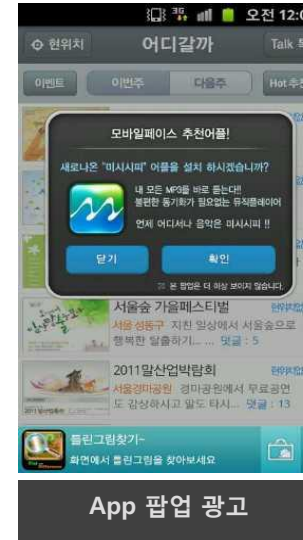 3G 오전 12:0
현위치 어디갈까 Talk
이벤트 이번주 다음주 Hot 추천
모바일페이스 추천어플!
새로나온 "미시시피" 어플을 설치 하시겠습니까?
내 모든 MP3를 바로 듣는다!!
불편한 동기화가 필요없는 뮤직플레이어
언제 어디서나 음악은 미시시피 !!
닫기 확인
※ 본 팝업은 더 이상 보이지 않습니다.
서울숲 가을페스티벌
서울 성동구 지친 일상에서 서울숲으로
행복한 탈출하기... ... 댓글 : 5
2011말산업박람회
서울경마공원 경마공원에서 무료공연
도 감상하시고 말도 타시... 댓글 : 13
틀린그림찾기~
화면에서 틀린그림을 찾아보세요
App 팝업 광고